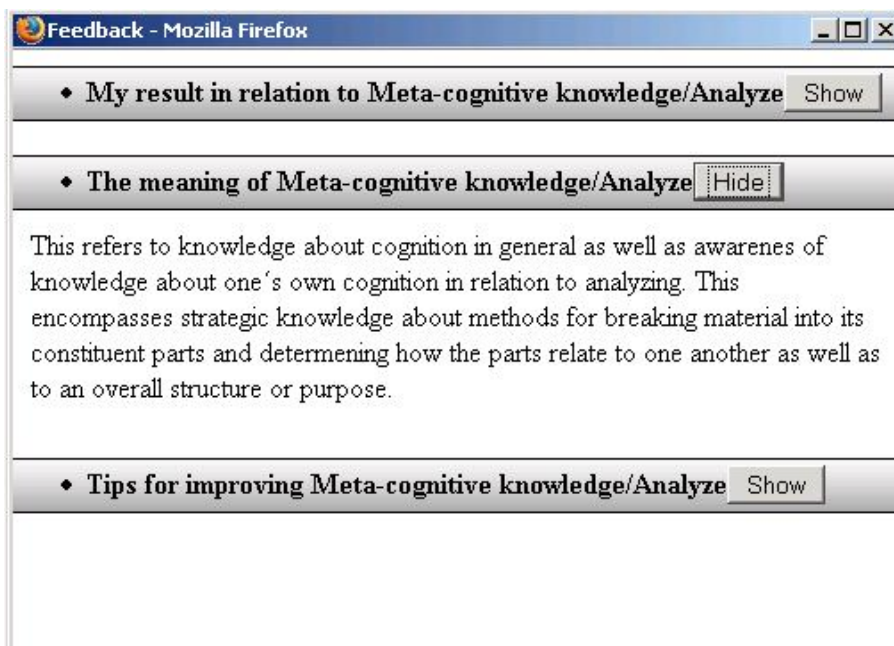 Feedback - Mozilla Firefox
• My result in relation to Meta-cognitive knowledge/Analyze Show
• The meaning of Meta-cognitive knowledge/Analyze Hide
This refers to knowledge about cognition in general as well as awarenes of
knowledge about one´s own cognition in relation to analyzing. This
encompasses strategic knowledge about methods for breaking material into its
constituent parts and determening how the parts relate to one another as well as
to an overall structure or purpose.
• Tips for improving Meta-cognitive knowledge/Analyze Show